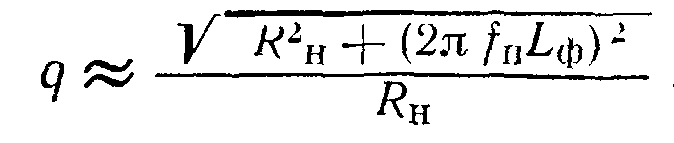 q ≈ √(R²н + (2π fп Lф)²) / Rн